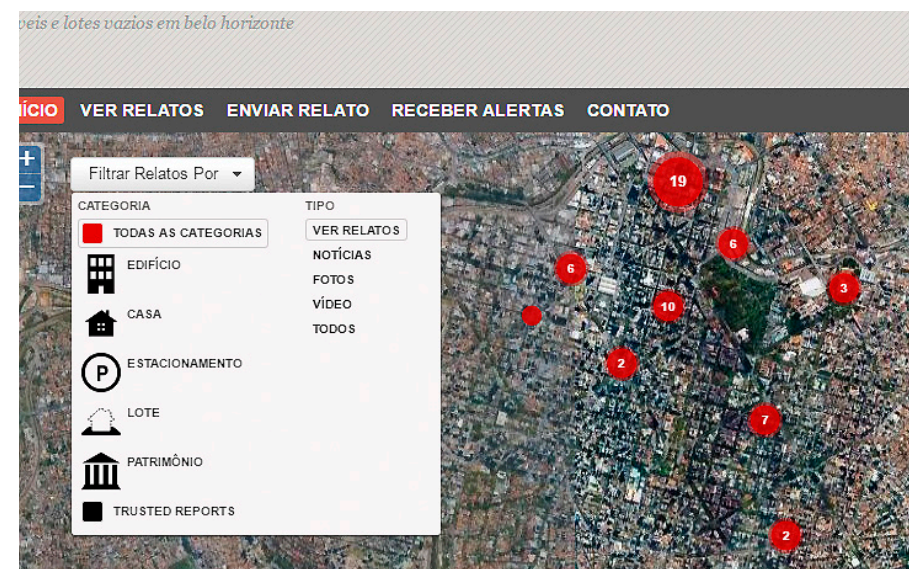 veis e lotes vazios em belo horizonte
ÍCIO VER RELATOS ENVIAR RELATO RECEBER ALERTAS CONTATO
+
−
Filtrar Relatos Por
CATEGORIA
TODAS AS CATEGORIAS
EDIFÍCIO
CASA
P
ESTACIONAMENTO
LOTE
PATRIMÔNIO
TRUSTED REPORTS
TIPO
VER RELATOS
NOTÍCIAS
FOTOS
VÍDEO
TODOS
19
6
6
3
10
2
7
2